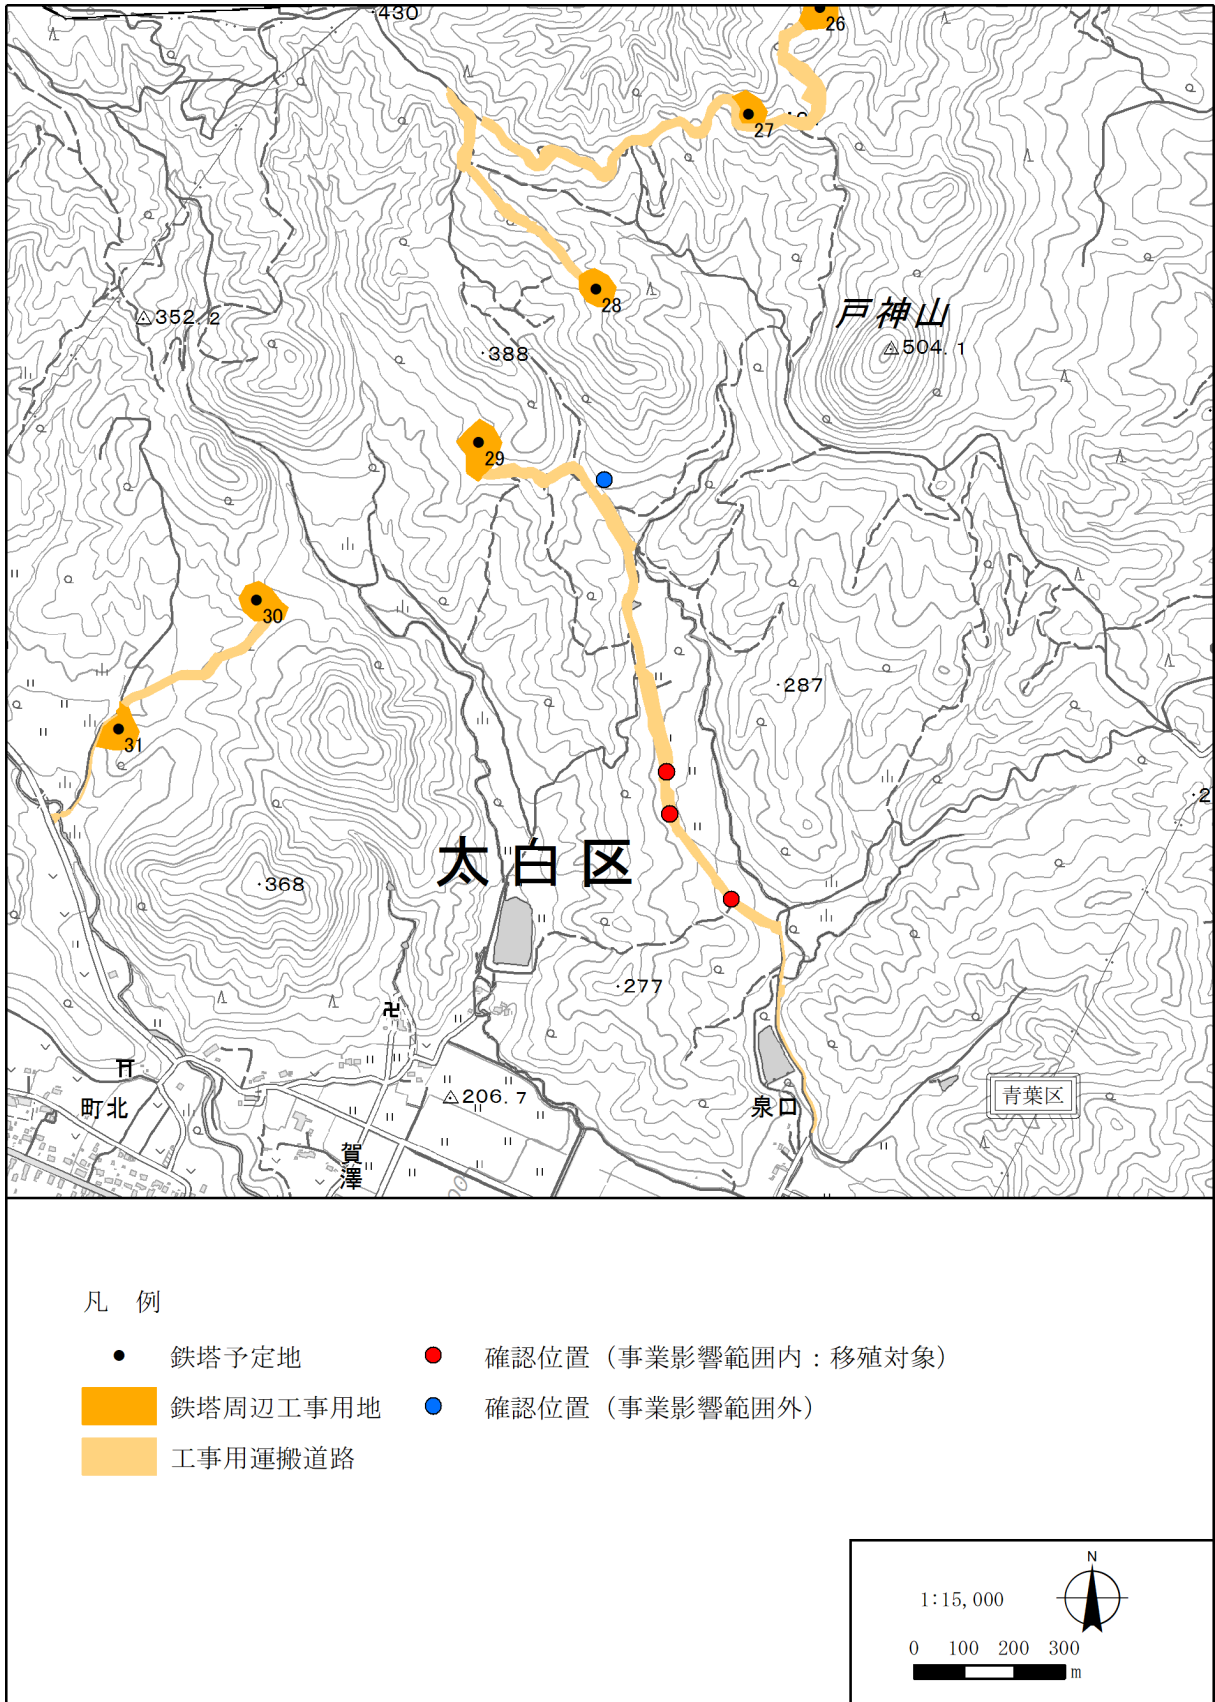 430
26
27
28
戸神山
352.2
504.1
388
29
30
287
31
2
太白区
368
277
青葉区
206.7
町北
泉口
賀澤
凡 例
鉄塔予定地
確認位置（事業影響範囲内：移殖対象）
鉄塔周辺工事用地
確認位置（事業影響範囲外）
工事用運搬道路
N
1:15,000
0 100 200 300
m